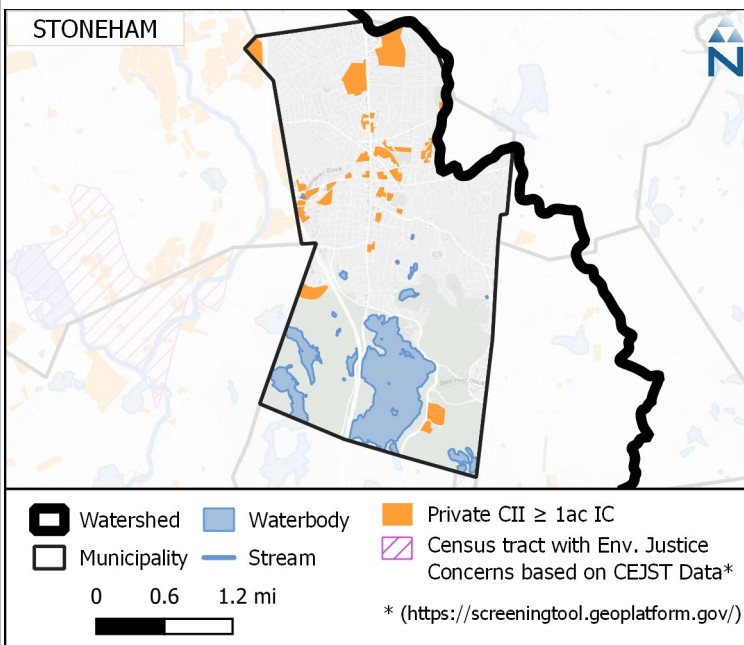 STONEHAM
N
Watershed
Waterbody
Private CII ≥ 1ac IC
Municipality
Stream
Census tract with Env. Justice
Concerns based on CEJST Data*
0 0.6 1.2 mi
* (https://screeningtool.geoplatform.gov/)